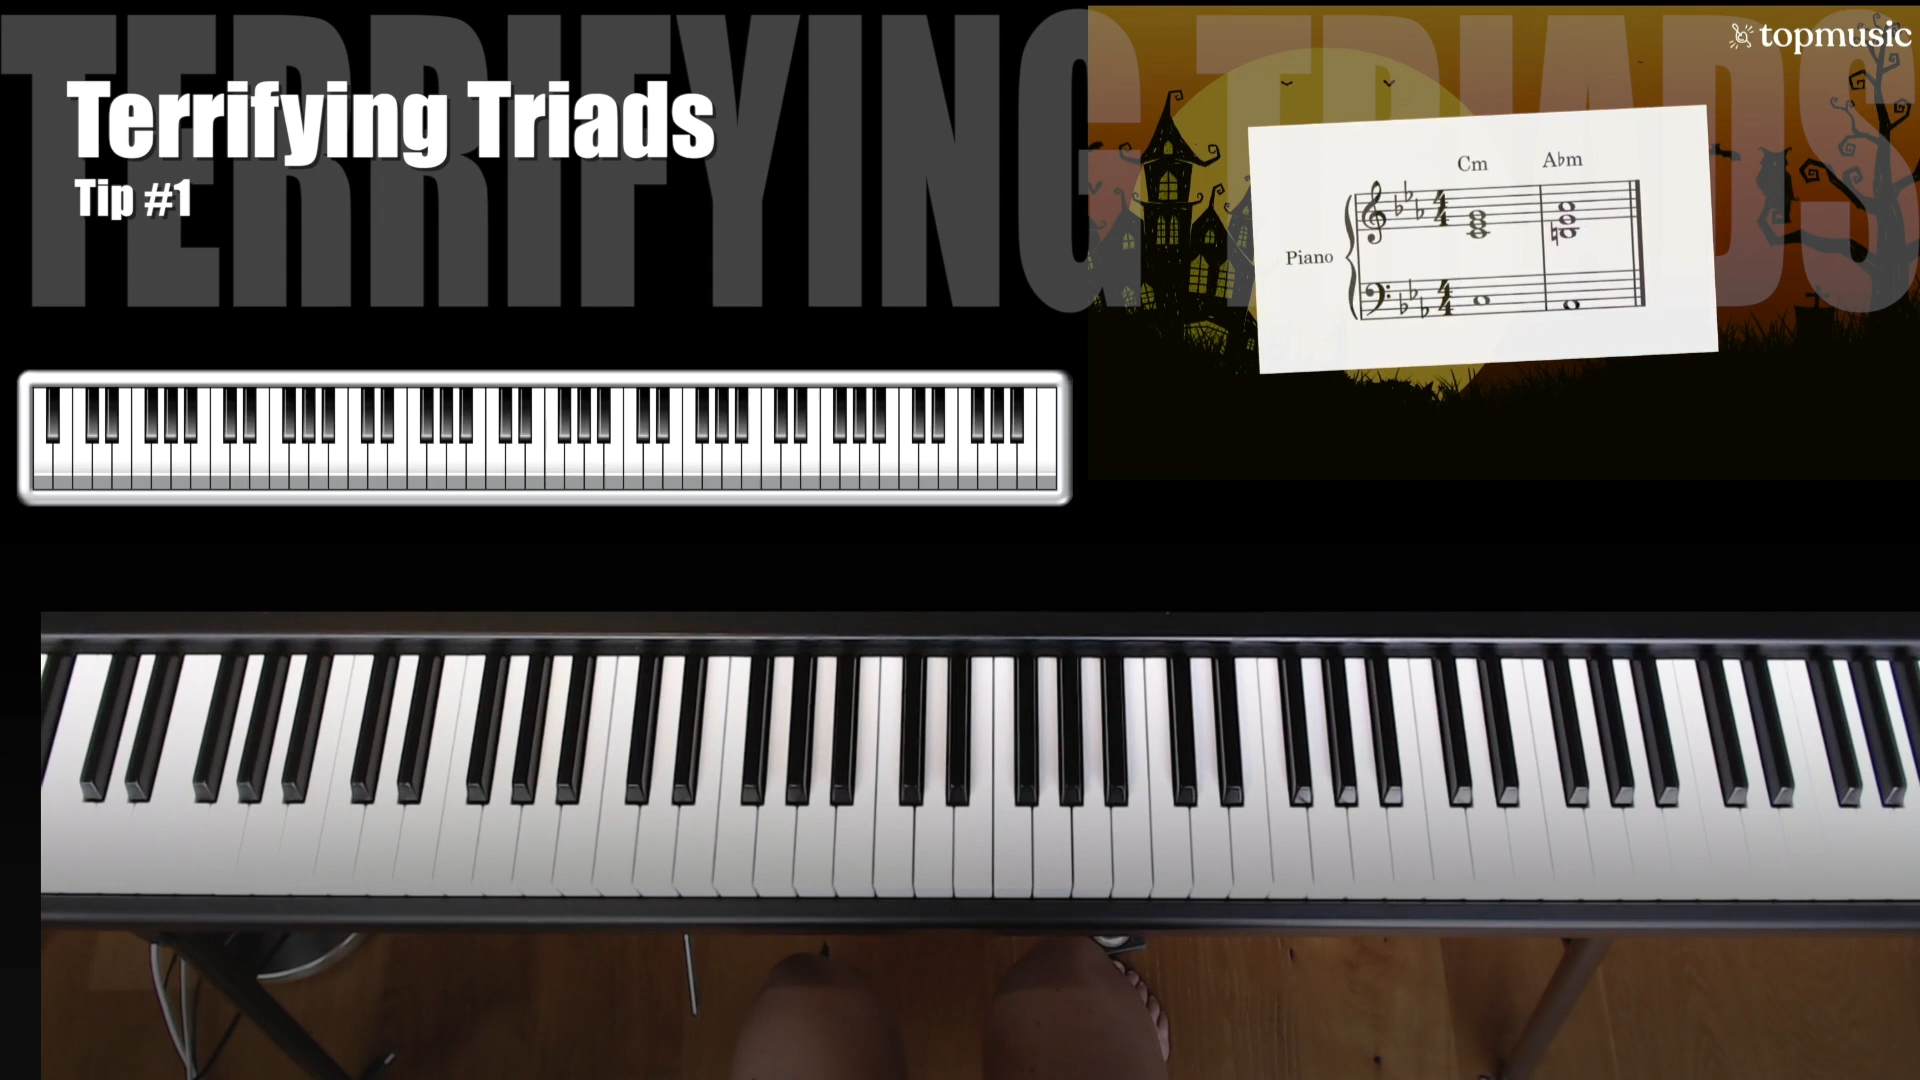 TERRIFYING TRIADS
topmusic
Terrifying Triads
Tip #1
Cm A♭m
Piano